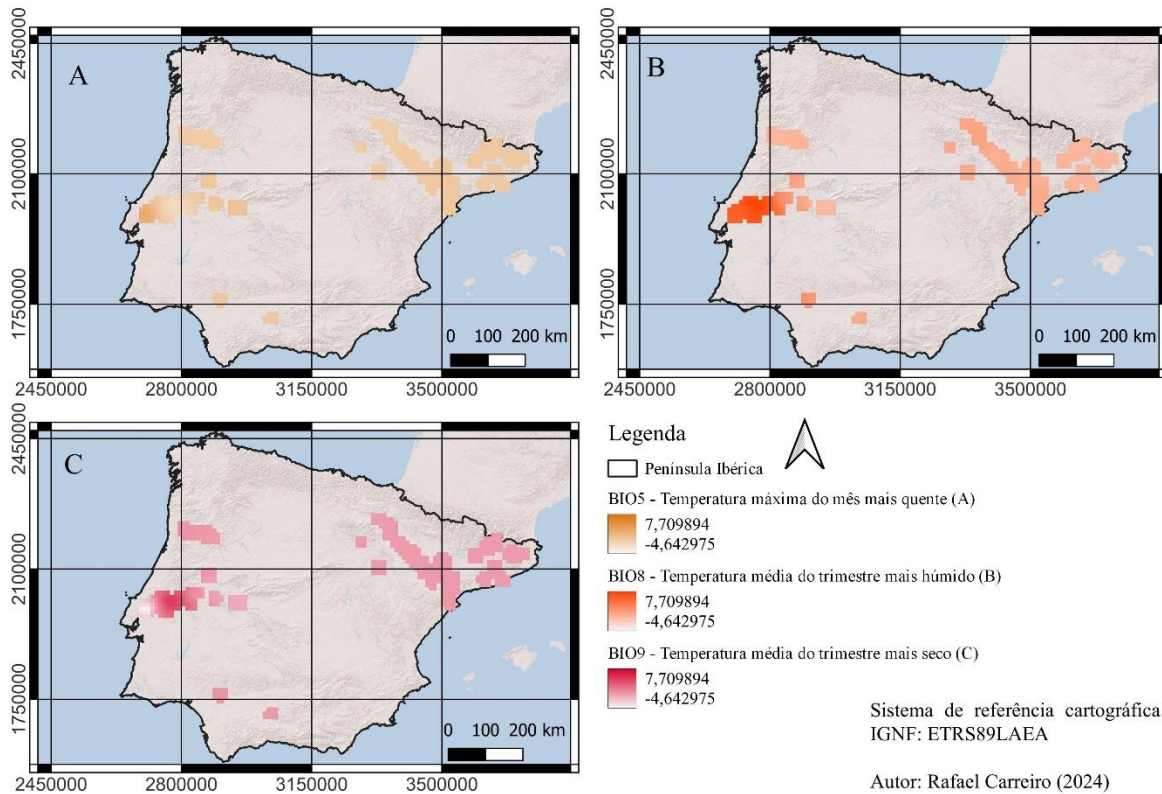 A
2450000
2100000
1750000
0 100 200 km
2450000 2800000 3150000 3500000
B
2450000
2100000
1750000
0 100 200 km
2450000 2800000 3150000 3500000
C
2450000
2100000
1750000
0 100 200 km
2450000 2800000 3150000 3500000
Legenda
Península Ibérica
BIO5 - Temperatura máxima do mês mais quente (A)
7,709894
-4,642975
BIO8 - Temperatura média do trimestre mais húmido (B)
7,709894
-4,642975
BIO9 - Temperatura média do trimestre mais seco (C)
7,709894
-4,642975
Sistema de referência cartográfica
IGNF: ETRS89LAEA
Autor: Rafael Carreiro (2024)